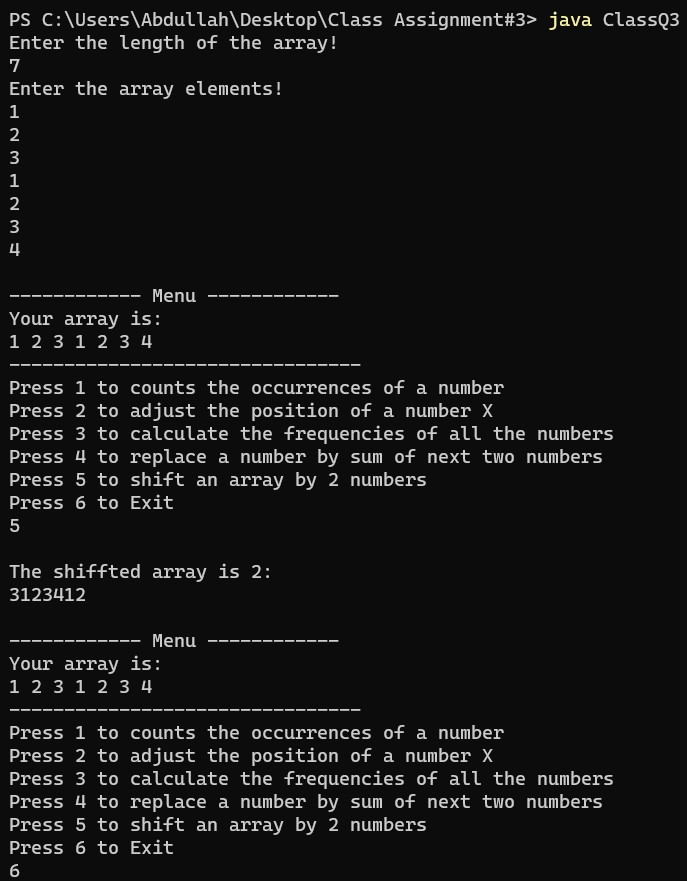 PS C:\Users\Abdullah\Desktop\Class Assignment#3> java ClassQ3
Enter the length of the array!
7
Enter the array elements!
1
2
3
1
2
3
4
------------ Menu ------------
Your array is:
1 2 3 1 2 3 4
--------------------------------
Press 1 to counts the occurrences of a number
Press 2 to adjust the position of a number X
Press 3 to calculate the frequencies of all the numbers
Press 4 to replace a number by sum of next two numbers
Press 5 to shift an array by 2 numbers
Press 6 to Exit
5
The shiffted array is 2:
3123412
------------ Menu ------------
Your array is:
1 2 3 1 2 3 4
--------------------------------
Press 1 to counts the occurrences of a number
Press 2 to adjust the position of a number X
Press 3 to calculate the frequencies of all the numbers
Press 4 to replace a number by sum of next two numbers
Press 5 to shift an array by 2 numbers
Press 6 to Exit
6